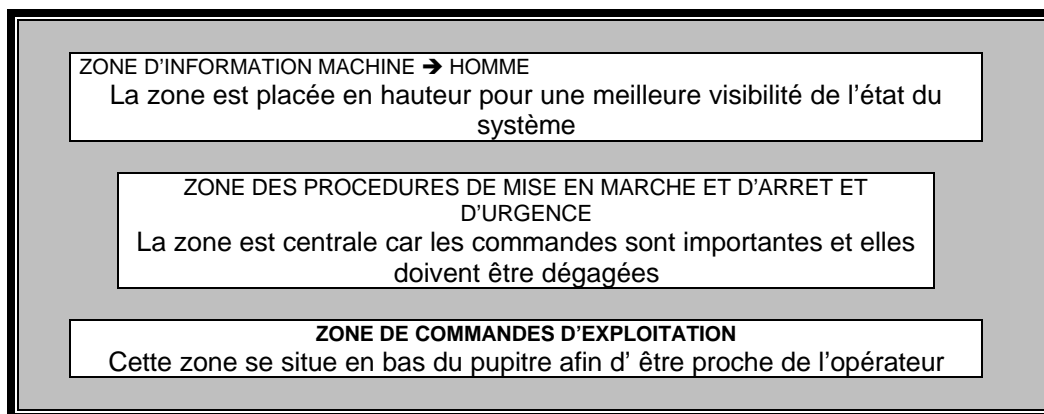 ZONE D'INFORMATION MACHINE ➔ HOMME
La zone est placée en hauteur pour une meilleure visibilité de l'état du
système
ZONE DES PROCEDURES DE MISE EN MARCHE ET D'ARRET ET
D'URGENCE
La zone est centrale car les commandes sont importantes et elles
doivent être dégagées
ZONE DE COMMANDES D'EXPLOITATION
Cette zone se situe en bas du pupitre afin d' être proche de l'opérateur